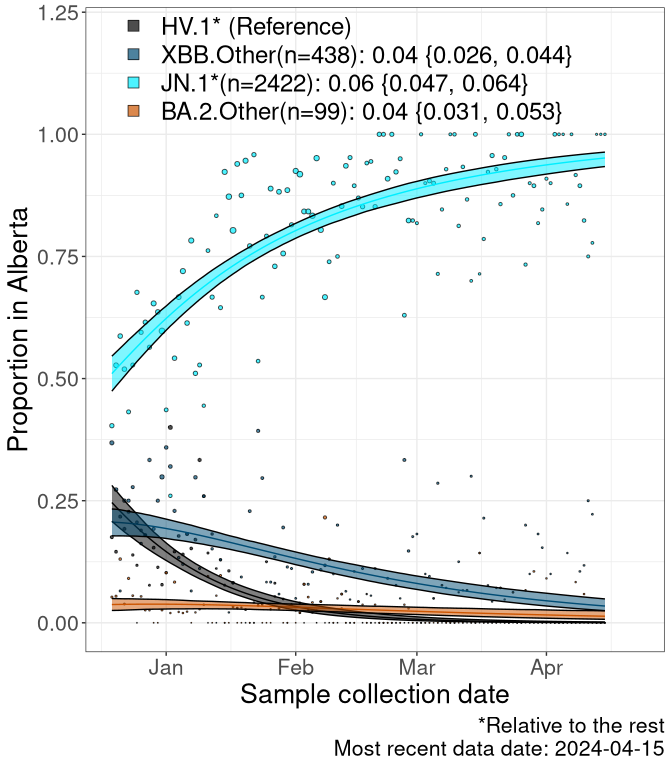 HV.1* (Reference)
XBB.Other(n=438): 0.04 {0.026, 0.044}
JN.1*(n=2422): 0.06 {0.047, 0.064}
BA.2.Other(n=99): 0.04 {0.031, 0.053}
1.25
1.00
0.75
0.50
0.25
0.00
Proportion in Alberta
Jan Feb Mar Apr
Sample collection date
*Relative to the rest
Most recent data date: 2024-04-15